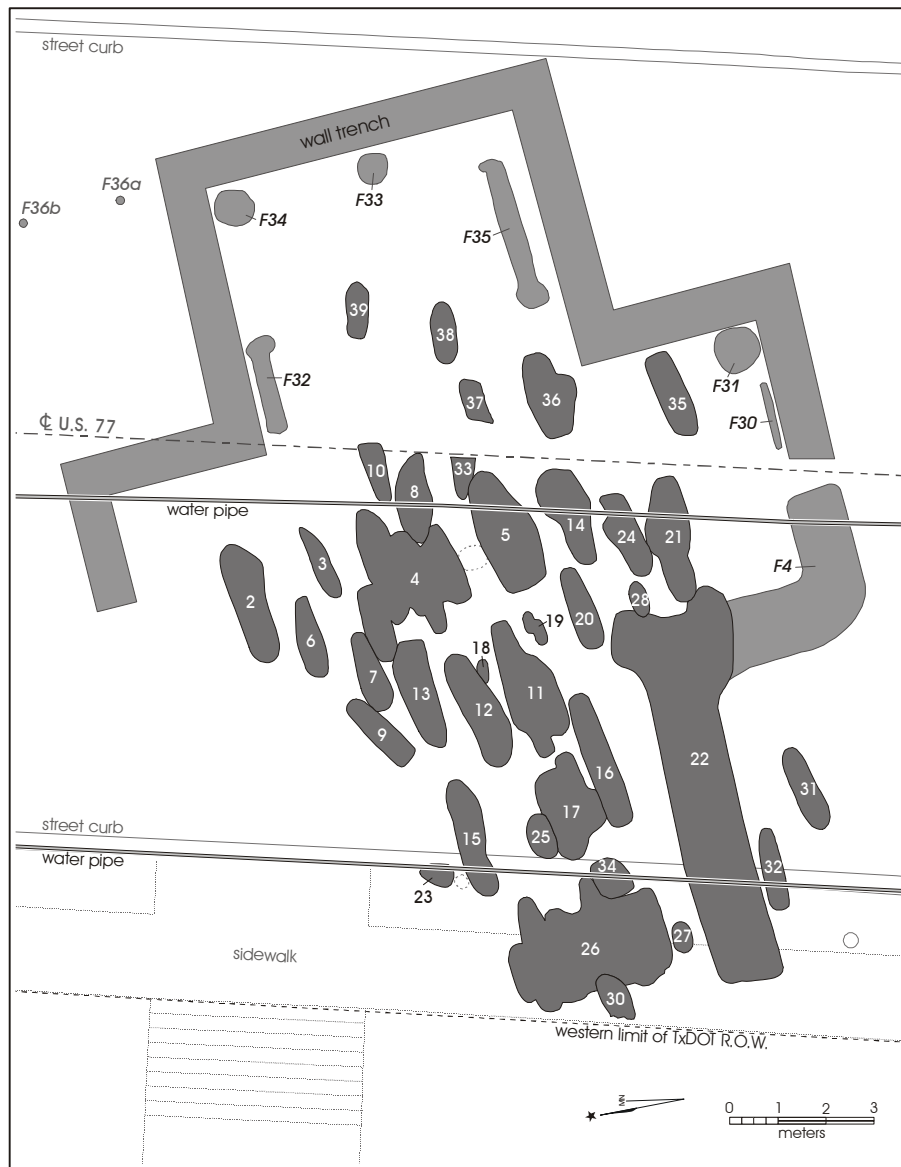 street curb
wall trench
F33
F36a
F34
F36b
F35
39
38
F32
F31
37
36
35
F30
℄ U.S. 77
10
8
33
water pipe
5
14
24
21
3
4
F4
2
28
19
20
6
18
7
13
11
12
9
22
16
31
17
15
25
street curb
water pipe
34
32
23
27
26
sidewalk
30
western limit of TxDOT R.O.W.
0 1 2 3
meters